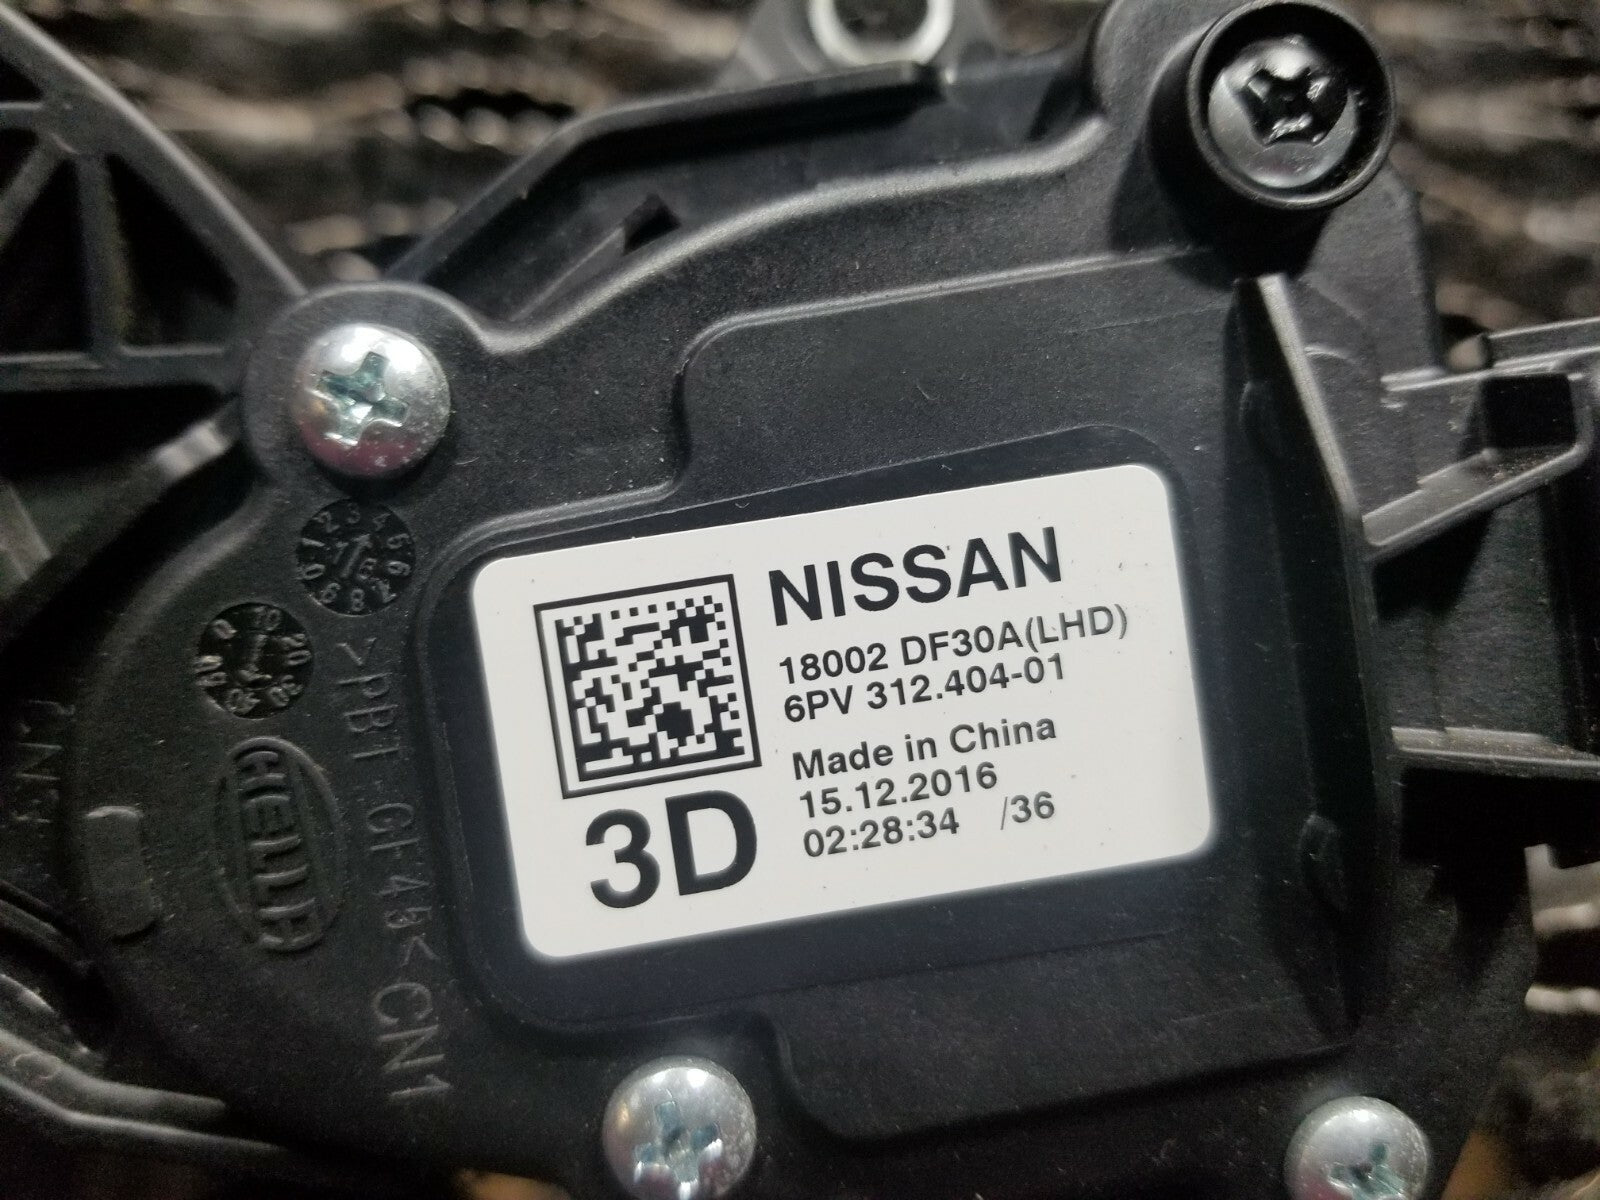 NISSAN
18002 DF30A(LHD)
6PV 312.404-01
Made in China
15.12.2016
02:28:34 /36
3D
HELLA
>PBT-GF45<CN1